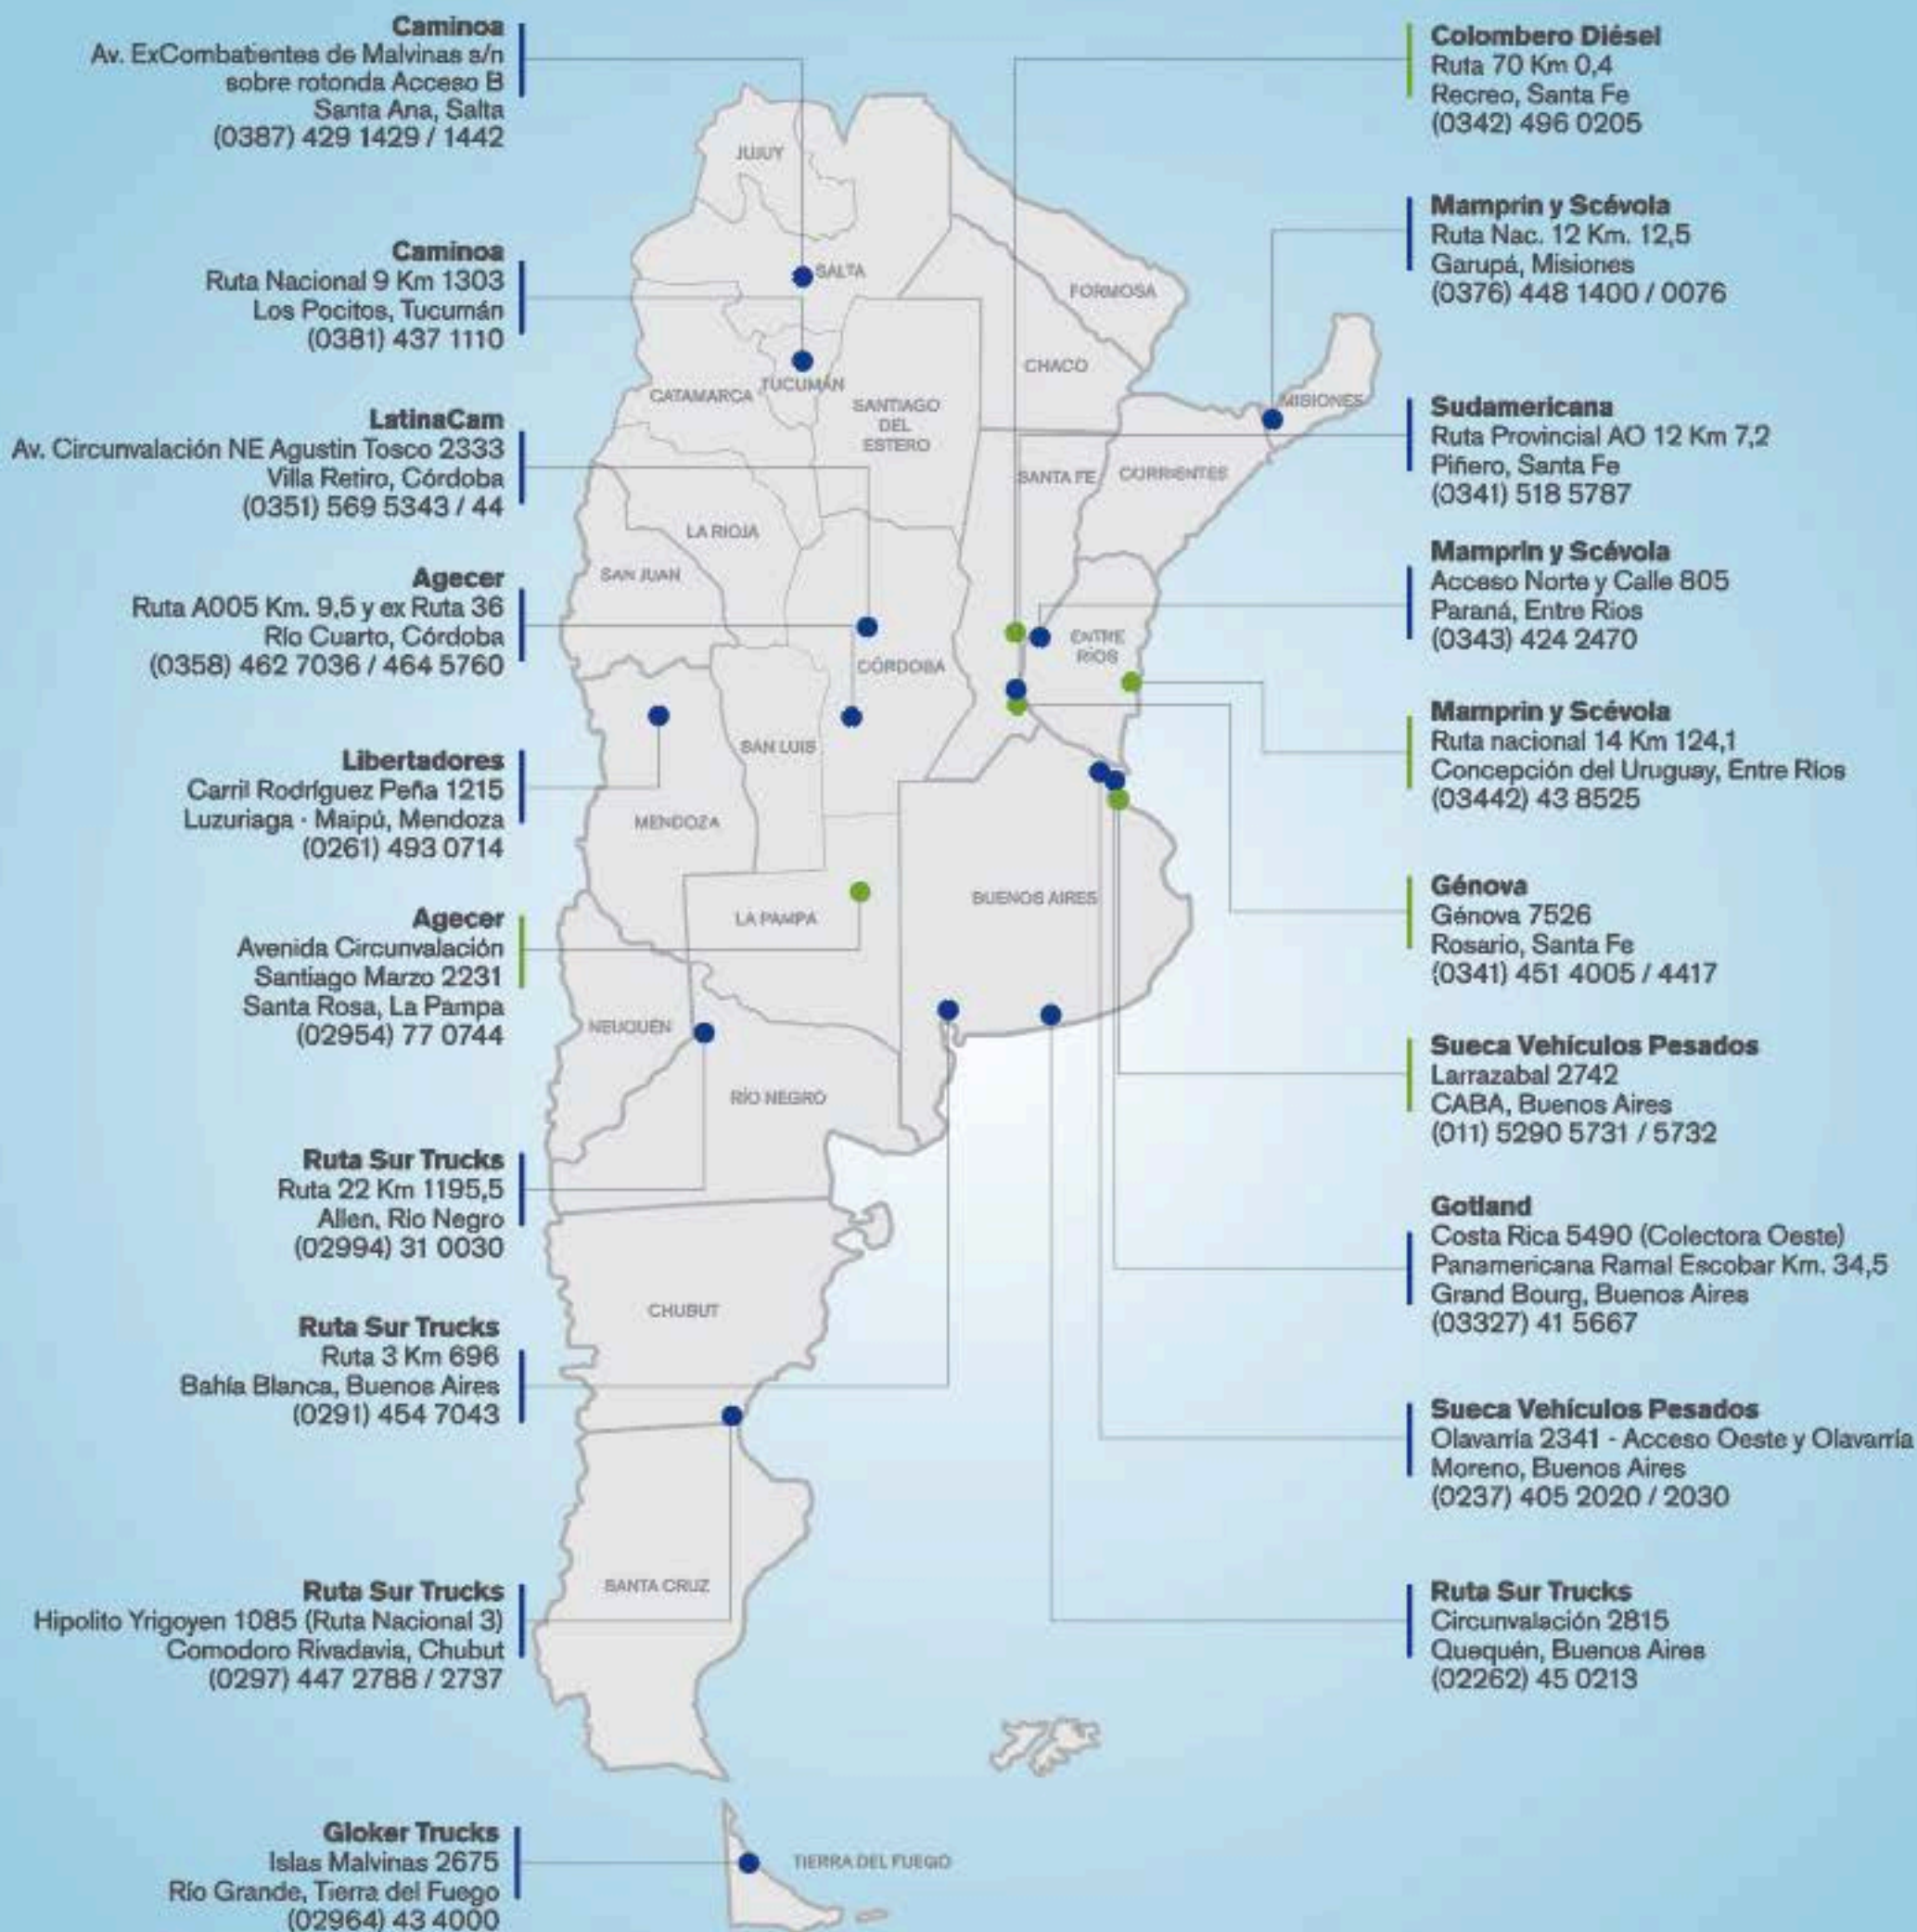 Caminoa
Av. ExCombatientes de Malvinas s/n
sobre rotonda Acceso B
Santa Ana, Salta
(0387) 429 1429 / 1442
Caminoa
Ruta Nacional 9 Km 1303
Los Pocitos, Tucumán
(0381) 437 1110
LatinaCam
Av. Circunvalación NE Agustin Tosco 2333
Villa Retiro, Córdoba
(0351) 569 5343 / 44
Agecer
Ruta A005 Km. 9,5 y ex Ruta 36
Río Cuarto, Córdoba
(0358) 462 7036 / 464 5760
Libertadores
Carril Rodríguez Peña 1215
Luzuriaga · Maipú, Mendoza
(0261) 493 0714
Agecer
Avenida Circunvalación
Santiago Marzo 2231
Santa Rosa, La Pampa
(02954) 77 0744
Ruta Sur Trucks
Ruta 22 Km 1195,5
Allen, Rio Negro
(02994) 31 0030
Ruta Sur Trucks
Ruta 3 Km 696
Bahía Blanca, Buenos Aires
(0291) 454 7043
Ruta Sur Trucks
Hipolito Yrigoyen 1085 (Ruta Nacional 3)
Comodoro Rivadavia, Chubut
(0297) 447 2788 / 2737
Gloker Trucks
Islas Malvinas 2675
Río Grande, Tierra del Fuego
(02964) 43 4000
JUJUY
SALTA
FORMOSA
CHACO
TUCUMÁN
CATAMARCA
SANTIAGO
DEL
ESTERO
MISIONES
SANTA FE
CORRIENTES
LA RIOJA
SAN JUAN
ENTRE
RÍOS
CÓRDOBA
SAN LUIS
MENDOZA
BUENOS AIRES
LA PAMPA
NEUQUÉN
RÍO NEGRO
CHUBUT
SANTA CRUZ
TIERRA DEL FUEGO
Colombero Diésel
Ruta 70 Km 0,4
Recreo, Santa Fe
(0342) 496 0205
Mamprin y Scévola
Ruta Nac. 12 Km. 12,5
Garupá, Misiones
(0376) 448 1400 / 0076
Sudamericana
Ruta Provincial AO 12 Km 7,2
Piñero, Santa Fe
(0341) 518 5787
Mamprin y Scévola
Acceso Norte y Calle 805
Paraná, Entre Rios
(0343) 424 2470
Mamprin y Scévola
Ruta nacional 14 Km 124,1
Concepción del Uruguay, Entre Rios
(03442) 43 8525
Génova
Génova 7526
Rosario, Santa Fe
(0341) 451 4005 / 4417
Sueca Vehículos Pesados
Larrazabal 2742
CABA, Buenos Aires
(011) 5290 5731 / 5732
Gotland
Costa Rica 5490 (Colectora Oeste)
Panamericana Ramal Escobar Km. 34,5
Grand Bourg, Buenos Aires
(03327) 41 5667
Sueca Vehículos Pesados
Olavarría 2341 - Acceso Oeste y Olavarría
Moreno, Buenos Aires
(0237) 405 2020 / 2030
Ruta Sur Trucks
Circunvalación 2815
Quequén, Buenos Aires
(02262) 45 0213